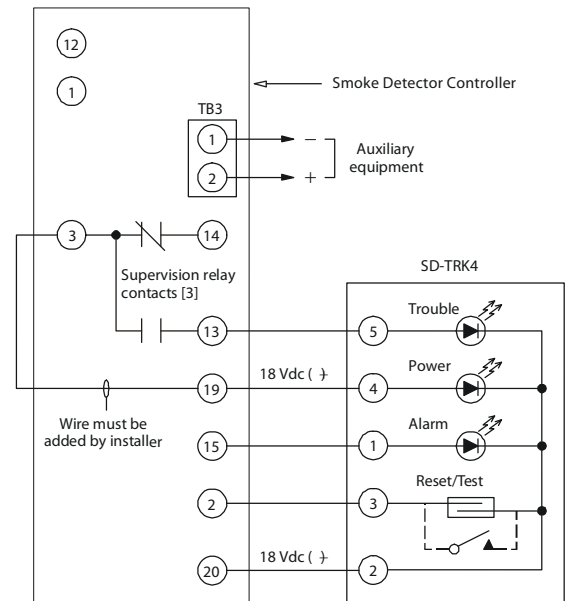 12
1
Smoke Detector Controller
TB3
1
−
2
+
Auxiliary
equipment
3
14
Supervision relay
contacts [3]
SD-TRK4
13
5
Trouble
19
18 Vdc ( )
4
Power
Wire must be
added by installer
15
1
Alarm
2
3
Reset/Test
20
18 Vdc ( )
2